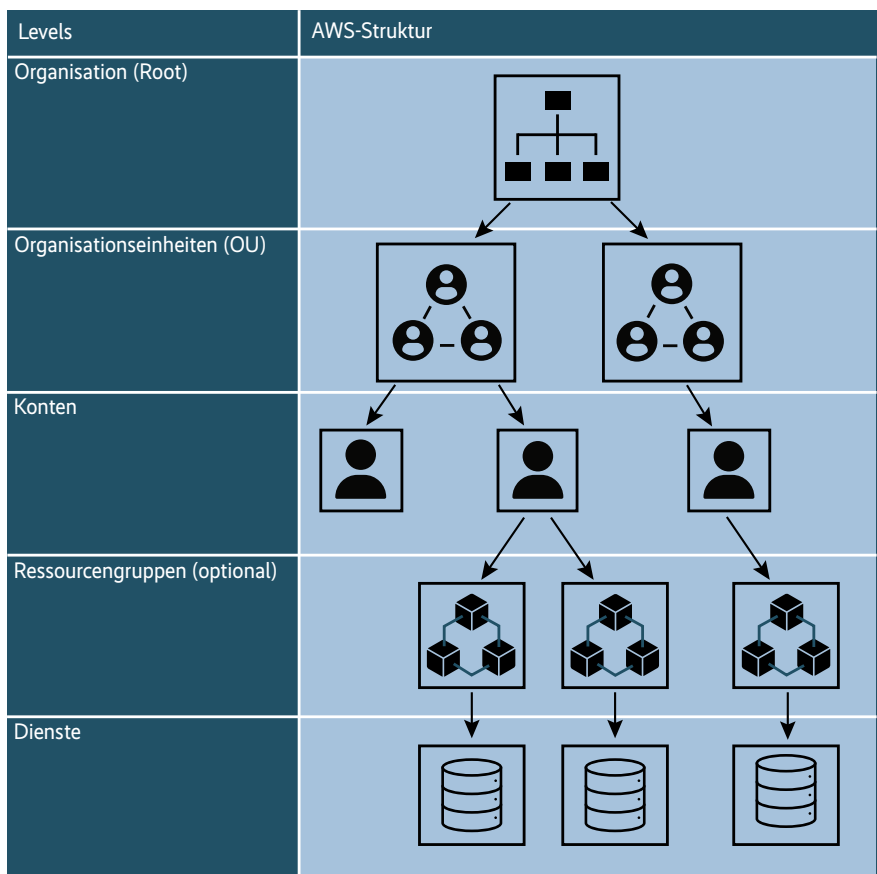 Levels
AWS-Struktur
Organisation (Root)
Organisationseinheiten (OU)
Konten
Ressourcengruppen (optional)
Dienste